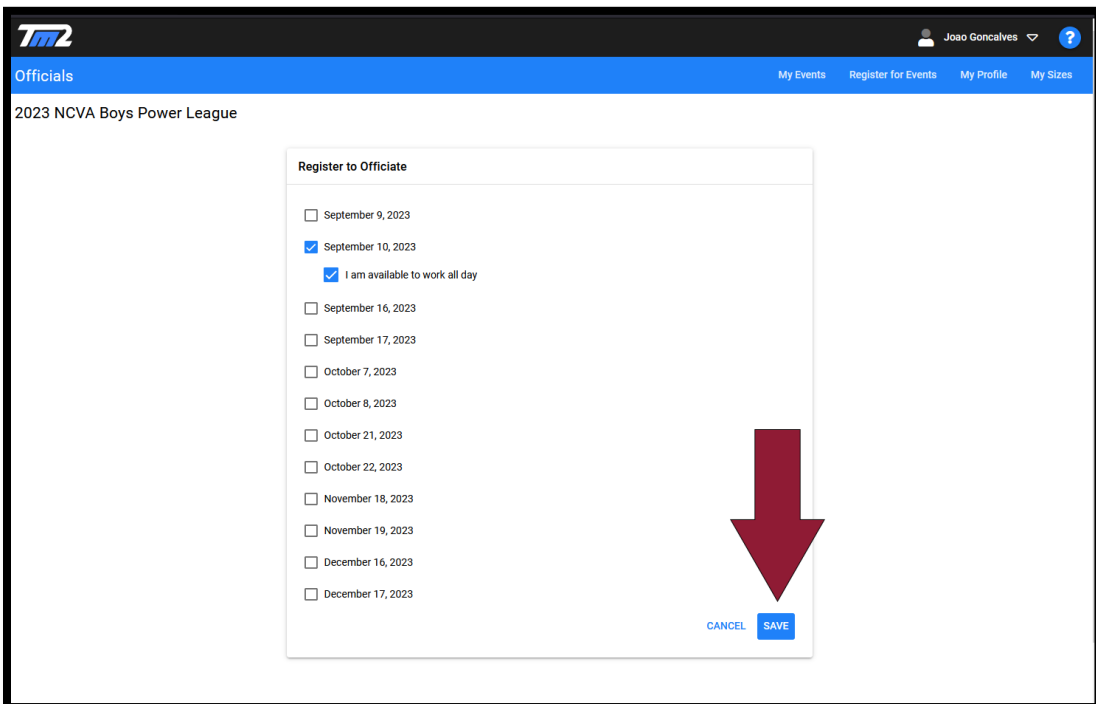 Tm2
Joao Goncalves
?
Officials
My Events Register for Events My Profile My Sizes
2023 NCVA Boys Power League
Register to Officiate
September 9, 2023
September 10, 2023
I am available to work all day
September 16, 2023
September 17, 2023
October 7, 2023
October 8, 2023
October 21, 2023
October 22, 2023
November 18, 2023
November 19, 2023
December 16, 2023
December 17, 2023
CANCEL SAVE